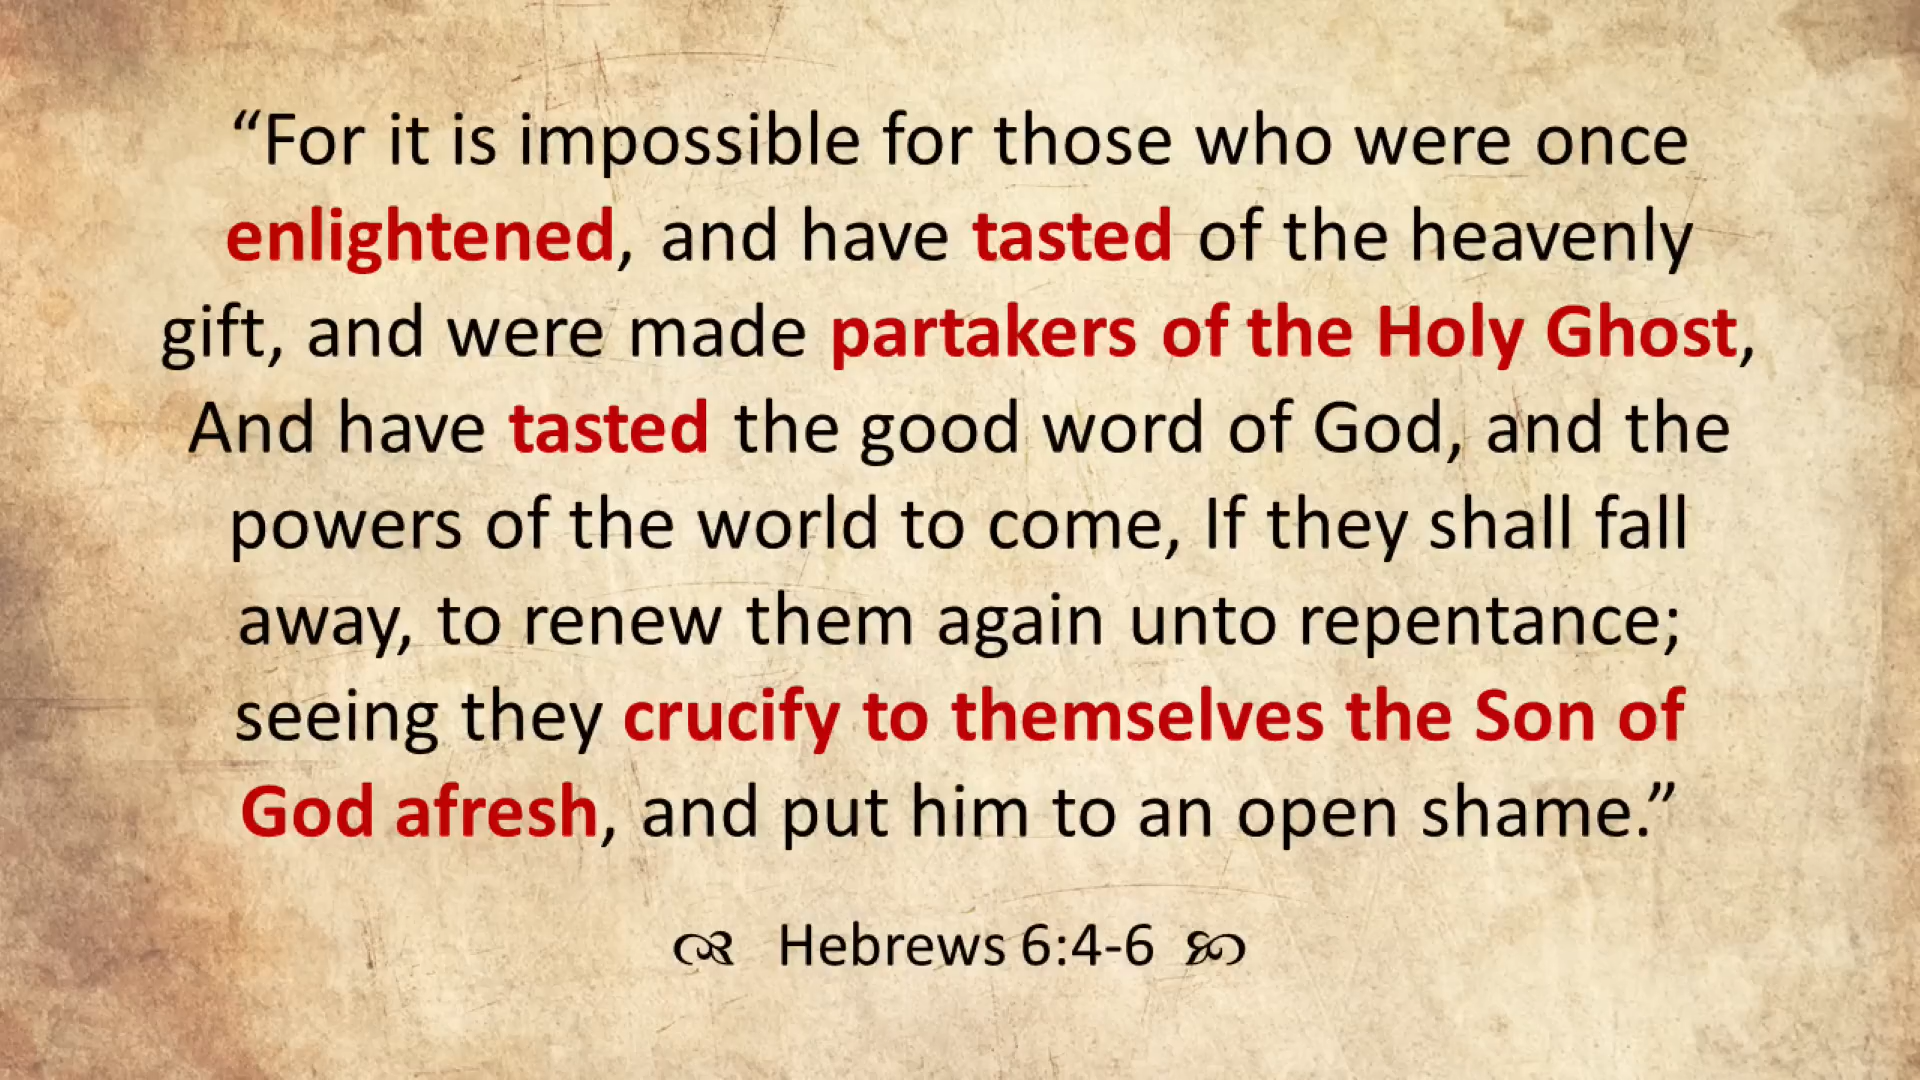 “For it is impossible for those who were once
enlightened, and have tasted of the heavenly
gift, and were made partakers of the Holy Ghost,
And have tasted the good word of God, and the
powers of the world to come, If they shall fall
away, to renew them again unto repentance;
seeing they crucify to themselves the Son of
God afresh, and put him to an open shame.”
Hebrews 6:4-6